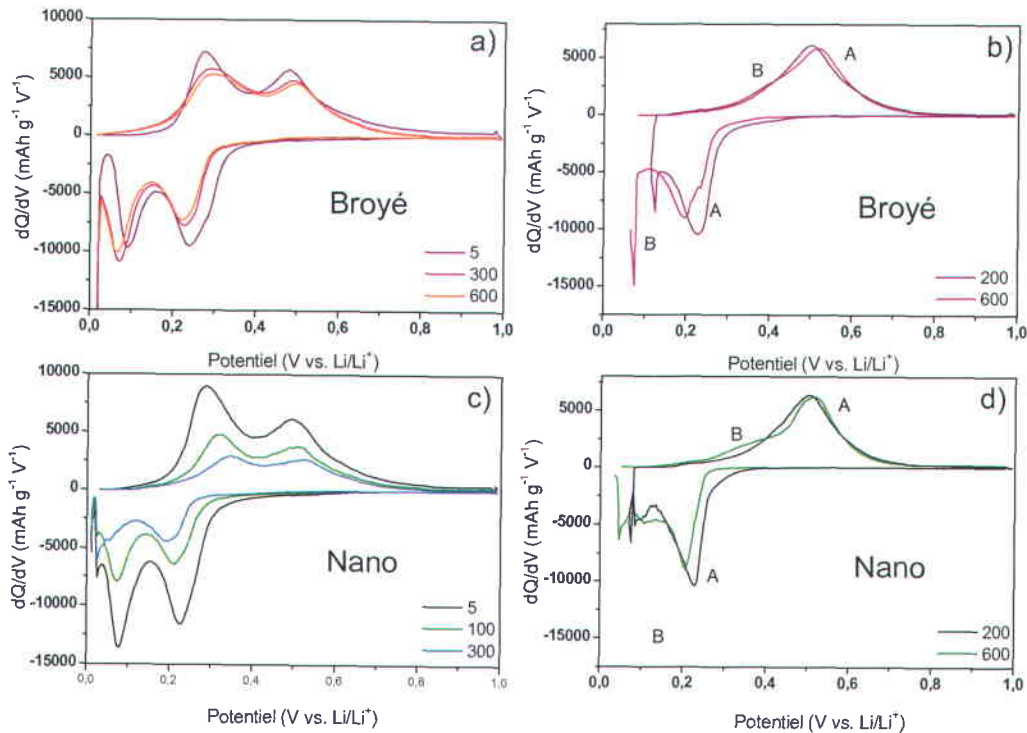 a)
10000
5000
0
-5000
-10000
-15000
dQ/dV (mAh g⁻¹ V⁻¹)
Broyé
5
300
600
0,0 0,2 0,4 0,6 0,8 1,0
Potentiel (V vs. Li/Li⁺)
b)
5000
0
-5000
-10000
-15000
dQ/dV (mAh g⁻¹ V⁻¹)
B
A
A
B
Broyé
200
600
0,0 0,2 0,4 0,6 0,8 1,0
Potentiel (V vs. Li/Li⁺)
c)
10000
5000
0
-5000
-10000
-15000
dQ/dV (mAh g⁻¹ V⁻¹)
Nano
5
100
300
0,0 0,2 0,4 0,6 0,8 1,0
Potentiel (V vs. Li/Li⁺)
d)
5000
0
-5000
-10000
-15000
dQ/dV (mAh g⁻¹ V⁻¹)
A
B
A
B
Nano
200
600
0,0 0,2 0,4 0,6 0,8 1,0
Potentiel (V vs. Li/Li⁺)